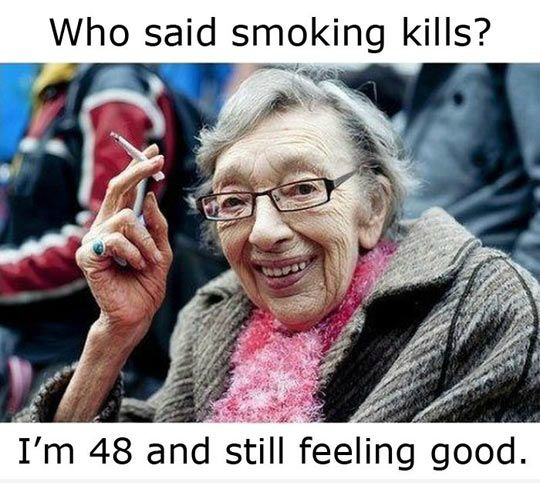 Who said smoking kills?
I'm 48 and still feeling good.